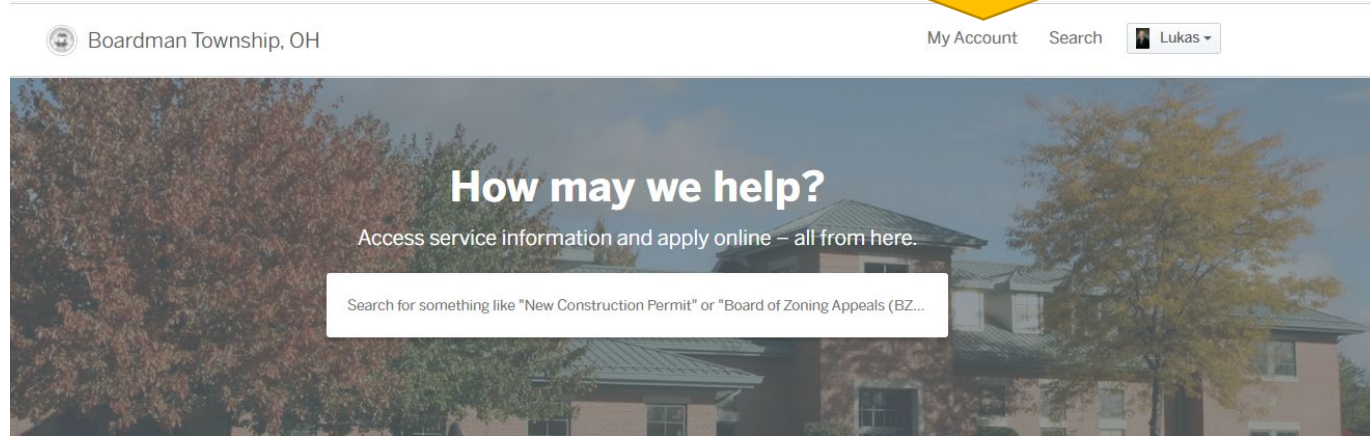 Boardman Township, OH
My Account Search Lukas
How may we help?
Access service information and apply online – all from here.
Search for something like "New Construction Permit" or "Board of Zoning Appeals (BZ...